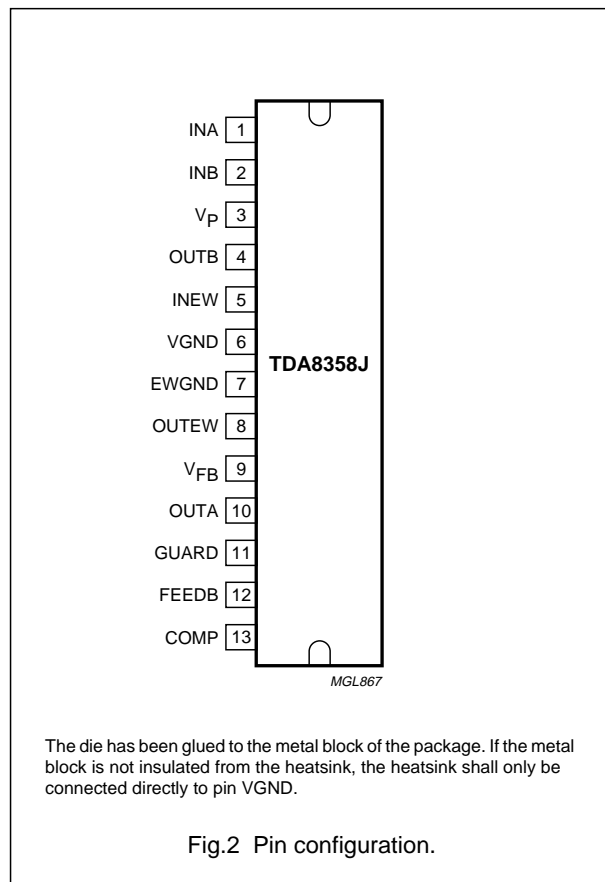 INA 1
INB 2
VP 3
OUTB 4
INEW 5
VGND 6
TDA8358J
EWGND 7
OUTEW 8
VFB 9
OUTA 10
GUARD 11
FEEDB 12
COMP 13
MGL867
The die has been glued to the metal block of the package. If the metal
block is not insulated from the heatsink, the heatsink shall only be
connected directly to pin VGND.
Fig.2 Pin configuration.